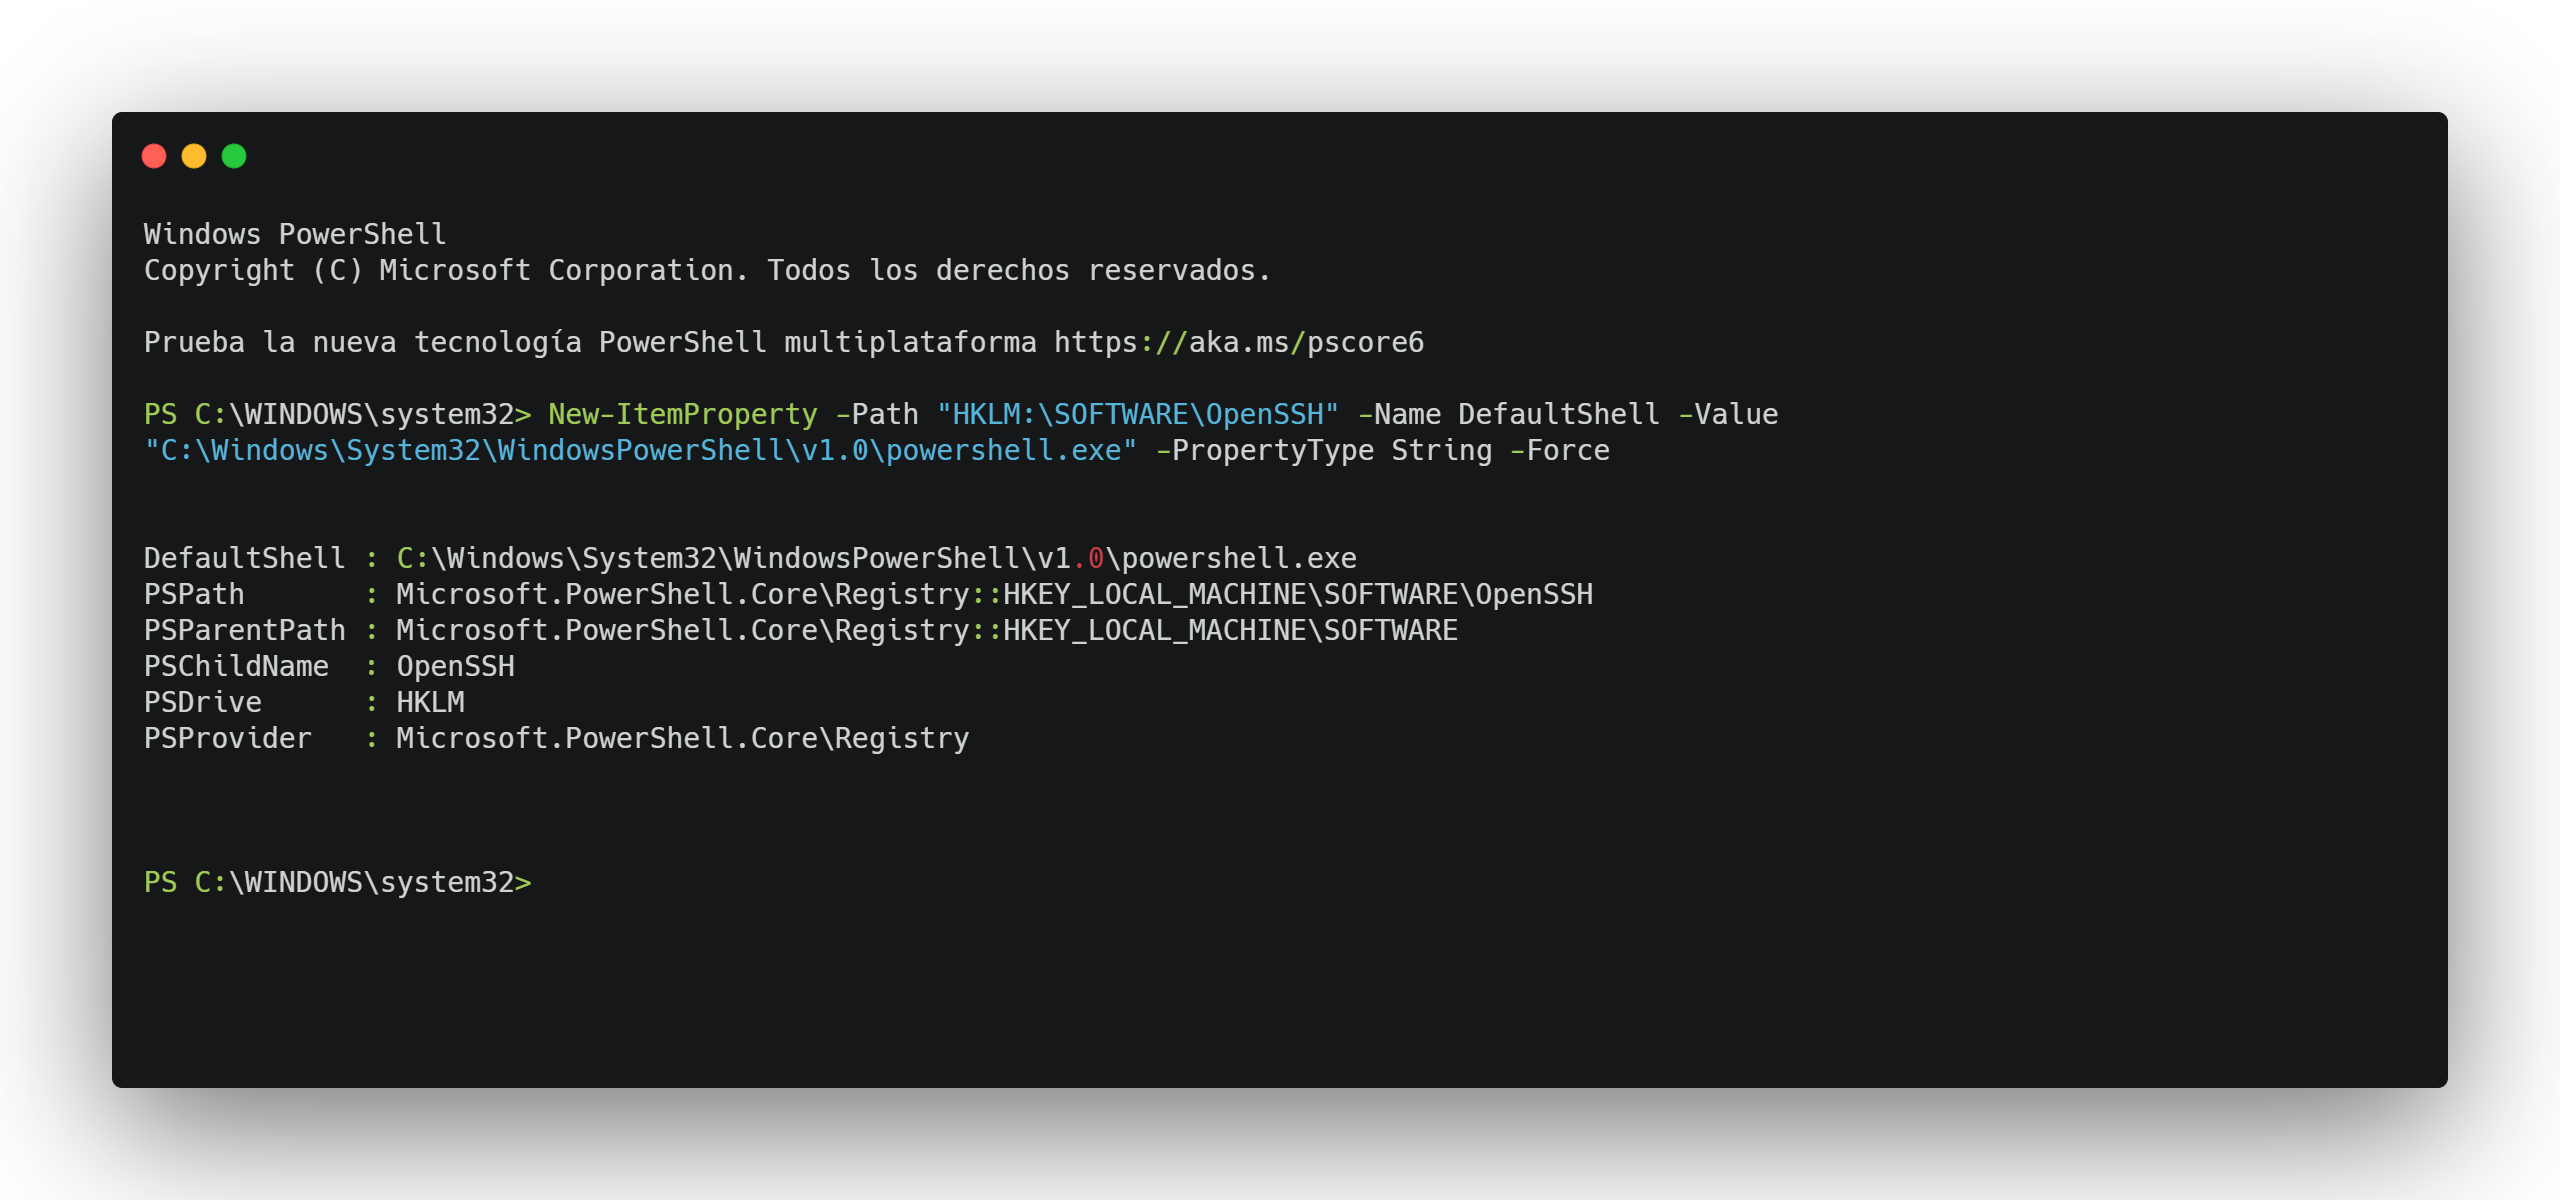 Windows PowerShell
Copyright (C) Microsoft Corporation. Todos los derechos reservados.
Prueba la nueva tecnología PowerShell multiplataforma https://aka.ms/pscore6
PS C:\WINDOWS\system32> New-ItemProperty -Path "HKLM:\SOFTWARE\OpenSSH" -Name DefaultShell -Value
"C:\Windows\System32\WindowsPowerShell\v1.0\powershell.exe" -PropertyType String -Force
DefaultShell : C:\Windows\System32\WindowsPowerShell\v1.0\powershell.exe
PSPath       : Microsoft.PowerShell.Core\Registry::HKEY_LOCAL_MACHINE\SOFTWARE\OpenSSH
PSParentPath : Microsoft.PowerShell.Core\Registry::HKEY_LOCAL_MACHINE\SOFTWARE
PSChildName  : OpenSSH
PSDrive      : HKLM
PSProvider   : Microsoft.PowerShell.Core\Registry
PS C:\WINDOWS\system32>